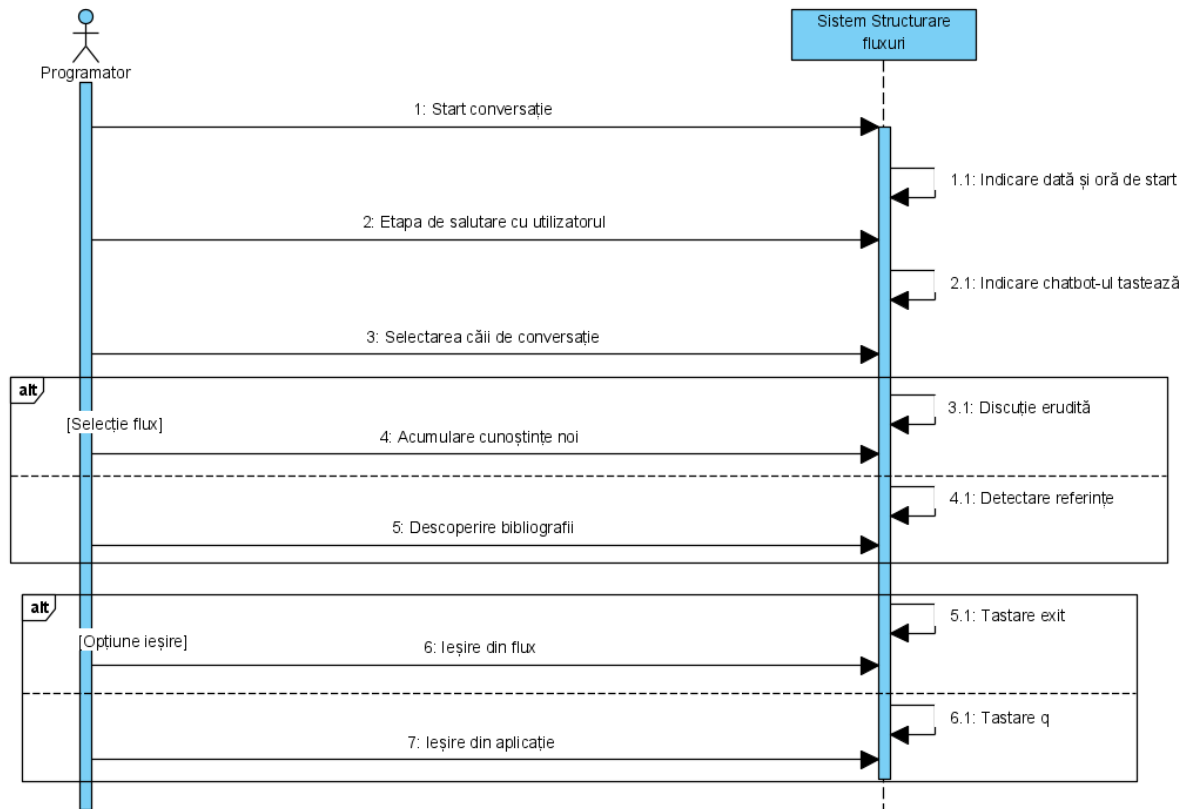 Sistem Structurare
fluxuri
Programator
1: Start conversație
1.1: Indicare dată și oră de start
2: Etapa de salutare cu utilizatorul
2.1: Indicare chatbot-ul tastează
3: Selectarea căii de conversație
alt
3.1: Discuție erudită
[Selecție flux]
4: Acumulare cunoștințe noi
4.1: Detectare referințe
5: Descoperire bibliografii
alt
5.1: Tastare exit
[Opțiune ieșire]
6: Ieșire din flux
6.1: Tastare q
7: Ieșire din aplicație